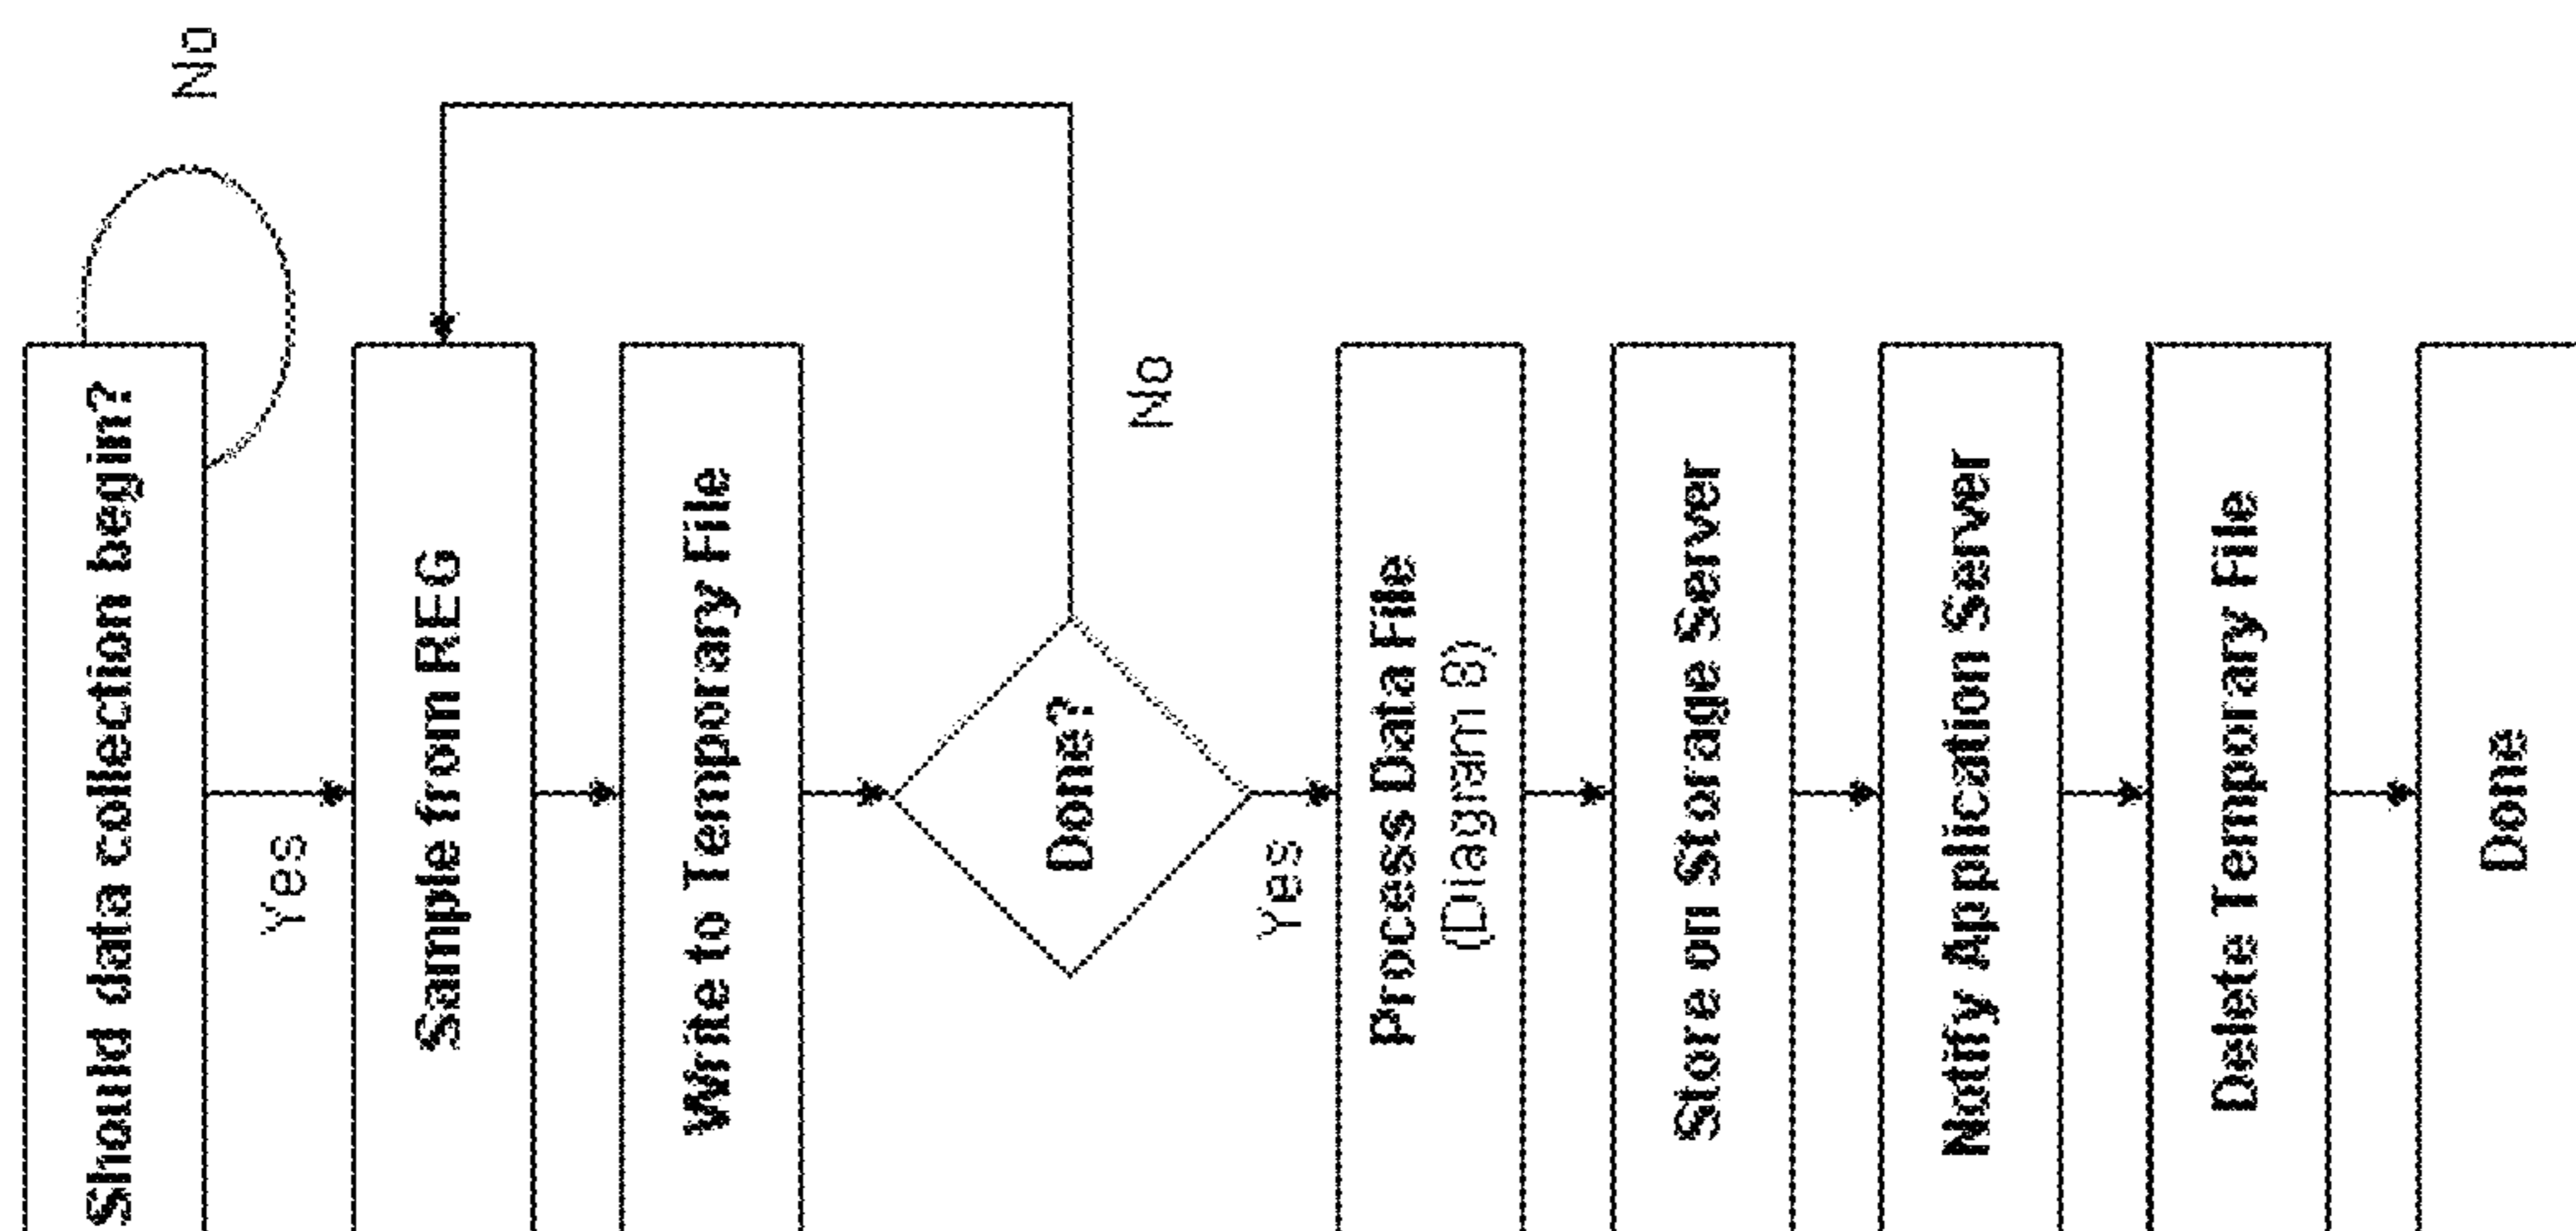 Should data collection begin?
No
Yes
Sample from REG
Write to Temporary File
Done?
No
Yes
Process Data File
(Diagram 8)
Store on Storage Server
Notify Application Server
Delete Temporary File
Done